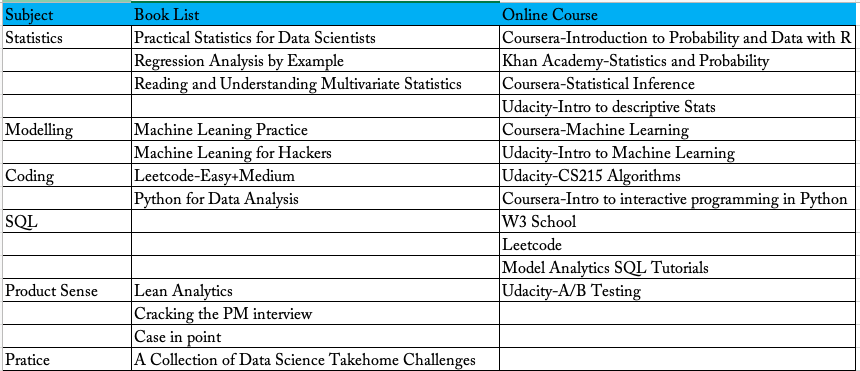 Subject Book List Online Course
Statistics Practical Statistics for Data Scientists Coursera-Introduction to Probability and Data with R
Regression Analysis by Example Khan Academy-Statistics and Probability
Reading and Understanding Multivariate Statistics Coursera-Statistical Inference
Udacity-Intro to descriptive Stats
Modelling Machine Leaning Practice Coursera-Machine Learning
Machine Leaning for Hackers Udacity-Intro to Machine Learning
Coding Leetcode-Easy+Medium Udacity-CS215 Algorithms
Python for Data Analysis Coursera-Intro to interactive programming in Python
SQL W3 School
Leetcode
Model Analytics SQL Tutorials
Product Sense Lean Analytics Udacity-A/B Testing
Cracking the PM interview
Case in point
Pratice A Collection of Data Science Takehome Challenges